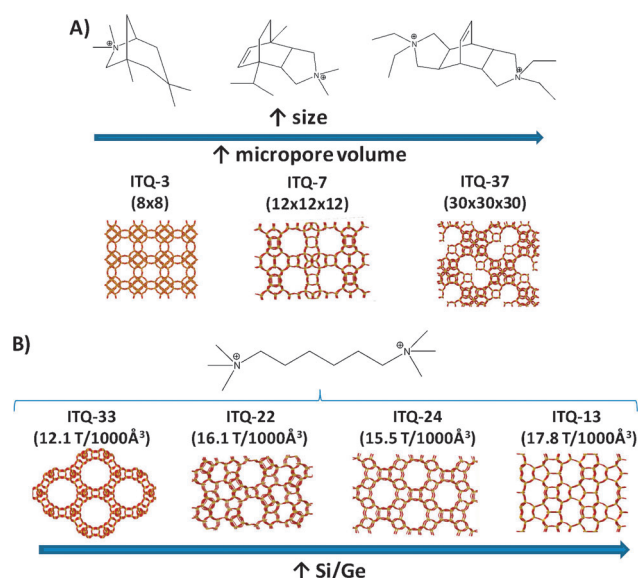 A)
N
⊕
N
⊕
N
⊕
N
⊕
↑ size
↑ micropore volume
ITQ-3 ITQ-7 ITQ-37
(8x8) (12x12x12) (30x30x30)
B)
N
⊕
N
⊕
ITQ-33 ITQ-22 ITQ-24 ITQ-13
(12.1 T/1000Å³) (16.1 T/1000Å³) (15.5 T/1000Å³) (17.8 T/1000Å³)
↑ Si/Ge